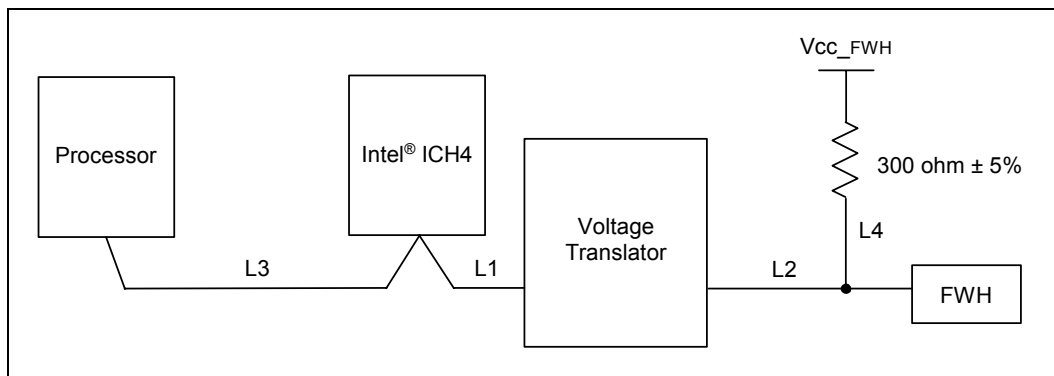 Vcc_FWH
Processor
Intel® ICH4
300 ohm ± 5%
Voltage
Translator
L4
L3
L1
L2
FWH